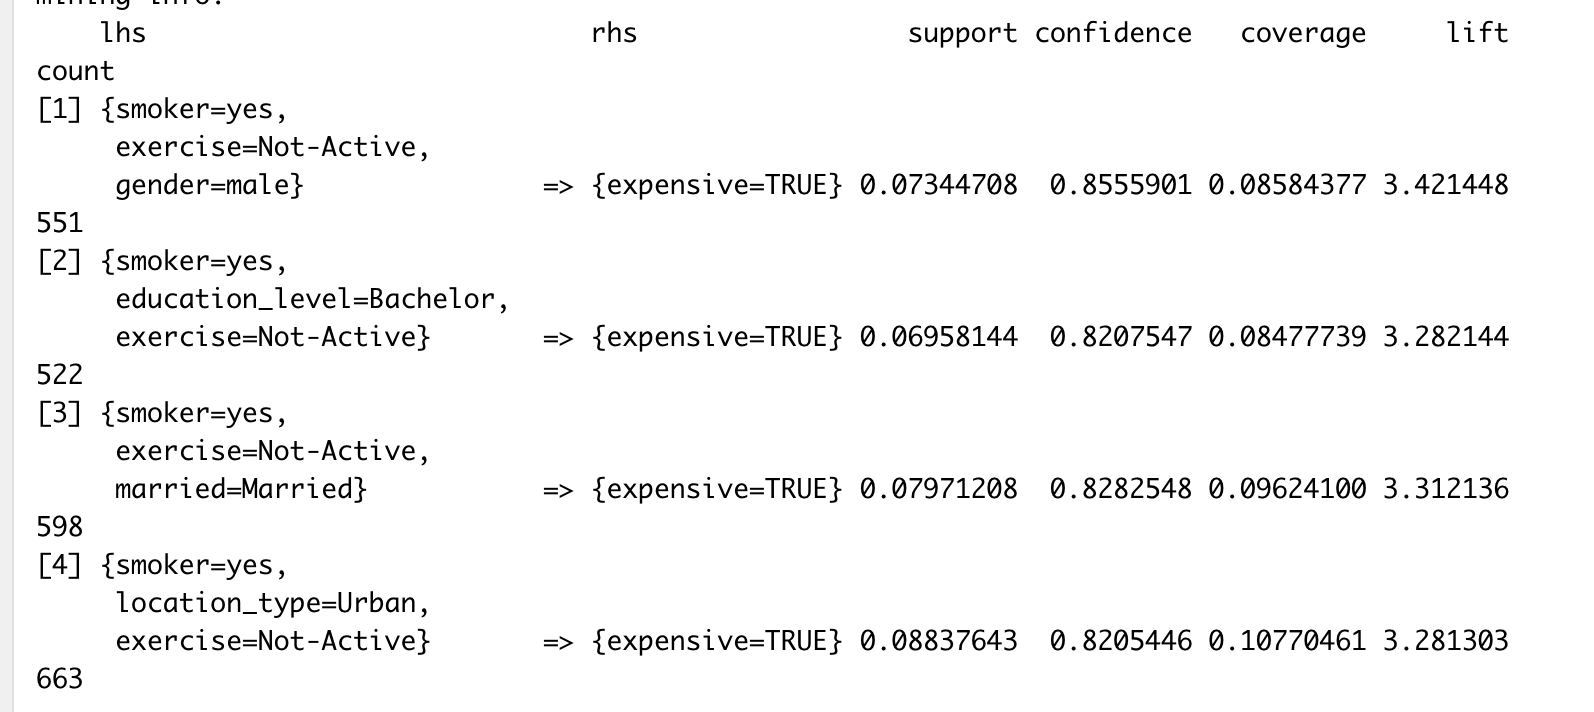 mining info:
lhs rhs support confidence coverage lift
count
[1] {smoker=yes,
exercise=Not-Active,
gender=male} => {expensive=TRUE} 0.07344708 0.8555901 0.08584377 3.421448
551
[2] {smoker=yes,
education_level=Bachelor,
exercise=Not-Active} => {expensive=TRUE} 0.06958144 0.8207547 0.08477739 3.282144
522
[3] {smoker=yes,
exercise=Not-Active,
married=Married} => {expensive=TRUE} 0.07971208 0.8282548 0.09624100 3.312136
598
[4] {smoker=yes,
location_type=Urban,
exercise=Not-Active} => {expensive=TRUE} 0.08837643 0.8205446 0.10770461 3.281303
663